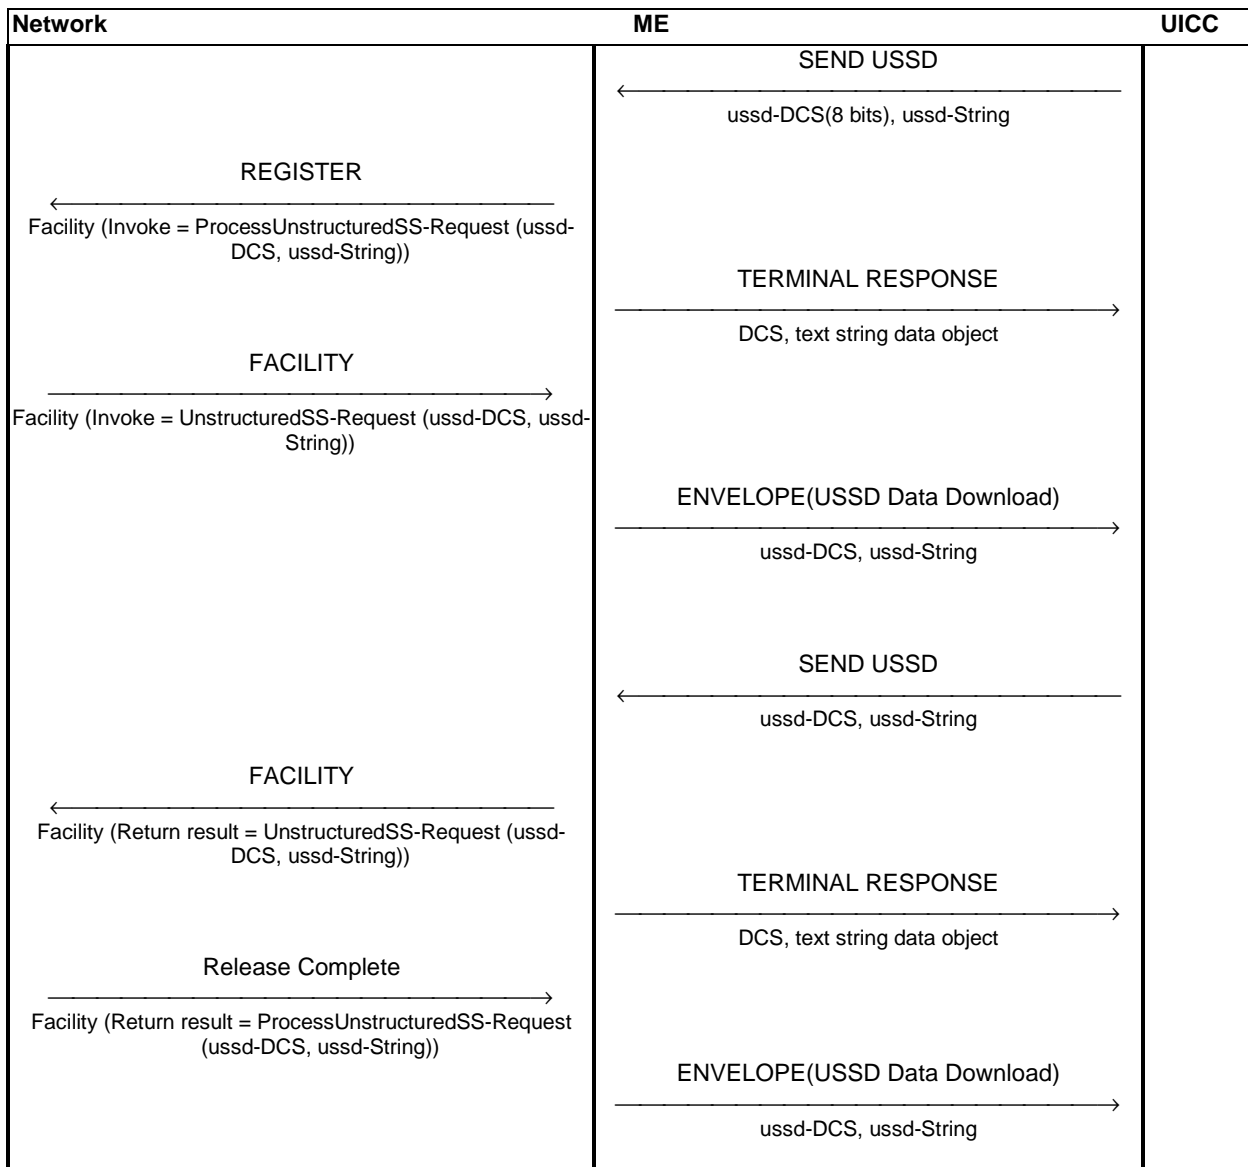 Network ME UICC
SEND USSD
ussd-DCS(8 bits), ussd-String
REGISTER
Facility (Invoke = ProcessUnstructuredSS-Request (ussd-
DCS, ussd-String))
TERMINAL RESPONSE
DCS, text string data object
FACILITY
Facility (Invoke = UnstructuredSS-Request (ussd-DCS, ussd-
String))
ENVELOPE(USSD Data Download)
ussd-DCS, ussd-String
SEND USSD
ussd-DCS, ussd-String
FACILITY
Facility (Return result = UnstructuredSS-Request (ussd-
DCS, ussd-String))
TERMINAL RESPONSE
DCS, text string data object
Release Complete
Facility (Return result = ProcessUnstructuredSS-Request
(ussd-DCS, ussd-String))
ENVELOPE(USSD Data Download)
ussd-DCS, ussd-String